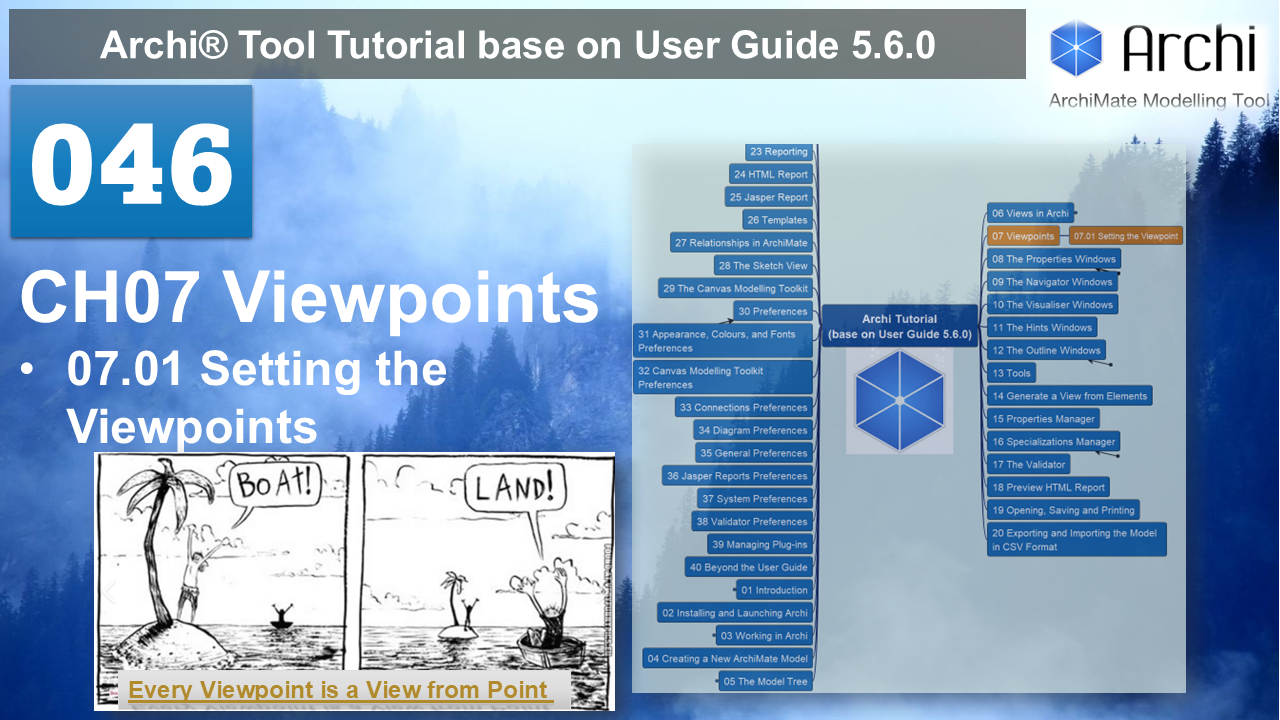 Archi® Tool Tutorial base on User Guide 5.6.0
Archi
ArchiMate Modelling Tool
046
CH07 Viewpoints
• 07.01 Setting the
Viewpoints
BOAT!
LAND!
Every Viewpoint is a View from Point
23 Reporting
24 HTML Report
25 Jasper Report
26 Templates
27 Relationships in ArchiMate
28 The Sketch View
29 The Canvas Modelling Toolkit
30 Preferences
31 Appearance, Colours, and Fonts
Preferences
32 Canvas Modelling Toolkit
Preferences
33 Connections Preferences
34 Diagram Preferences
35 General Preferences
36 Jasper Reports Preferences
37 System Preferences
38 Validator Preferences
39 Managing Plug-ins
40 Beyond the User Guide
01 Introduction
02 Installing and Launching Archi
03 Working in Archi
04 Creating a New ArchiMate Model
05 The Model Tree
Archi Tutorial
(base on User Guide 5.6.0)
06 Views in Archi
07 Viewpoints
07.01 Setting the Viewpoint
08 The Properties Windows
09 The Navigator Windows
10 The Visualiser Windows
11 The Hints Windows
12 The Outline Windows
13 Tools
14 Generate a View from Elements
15 Properties Manager
16 Specializations Manager
17 The Validator
18 Preview HTML Report
19 Opening, Saving and Printing
20 Exporting and Importing the Model
in CSV Format